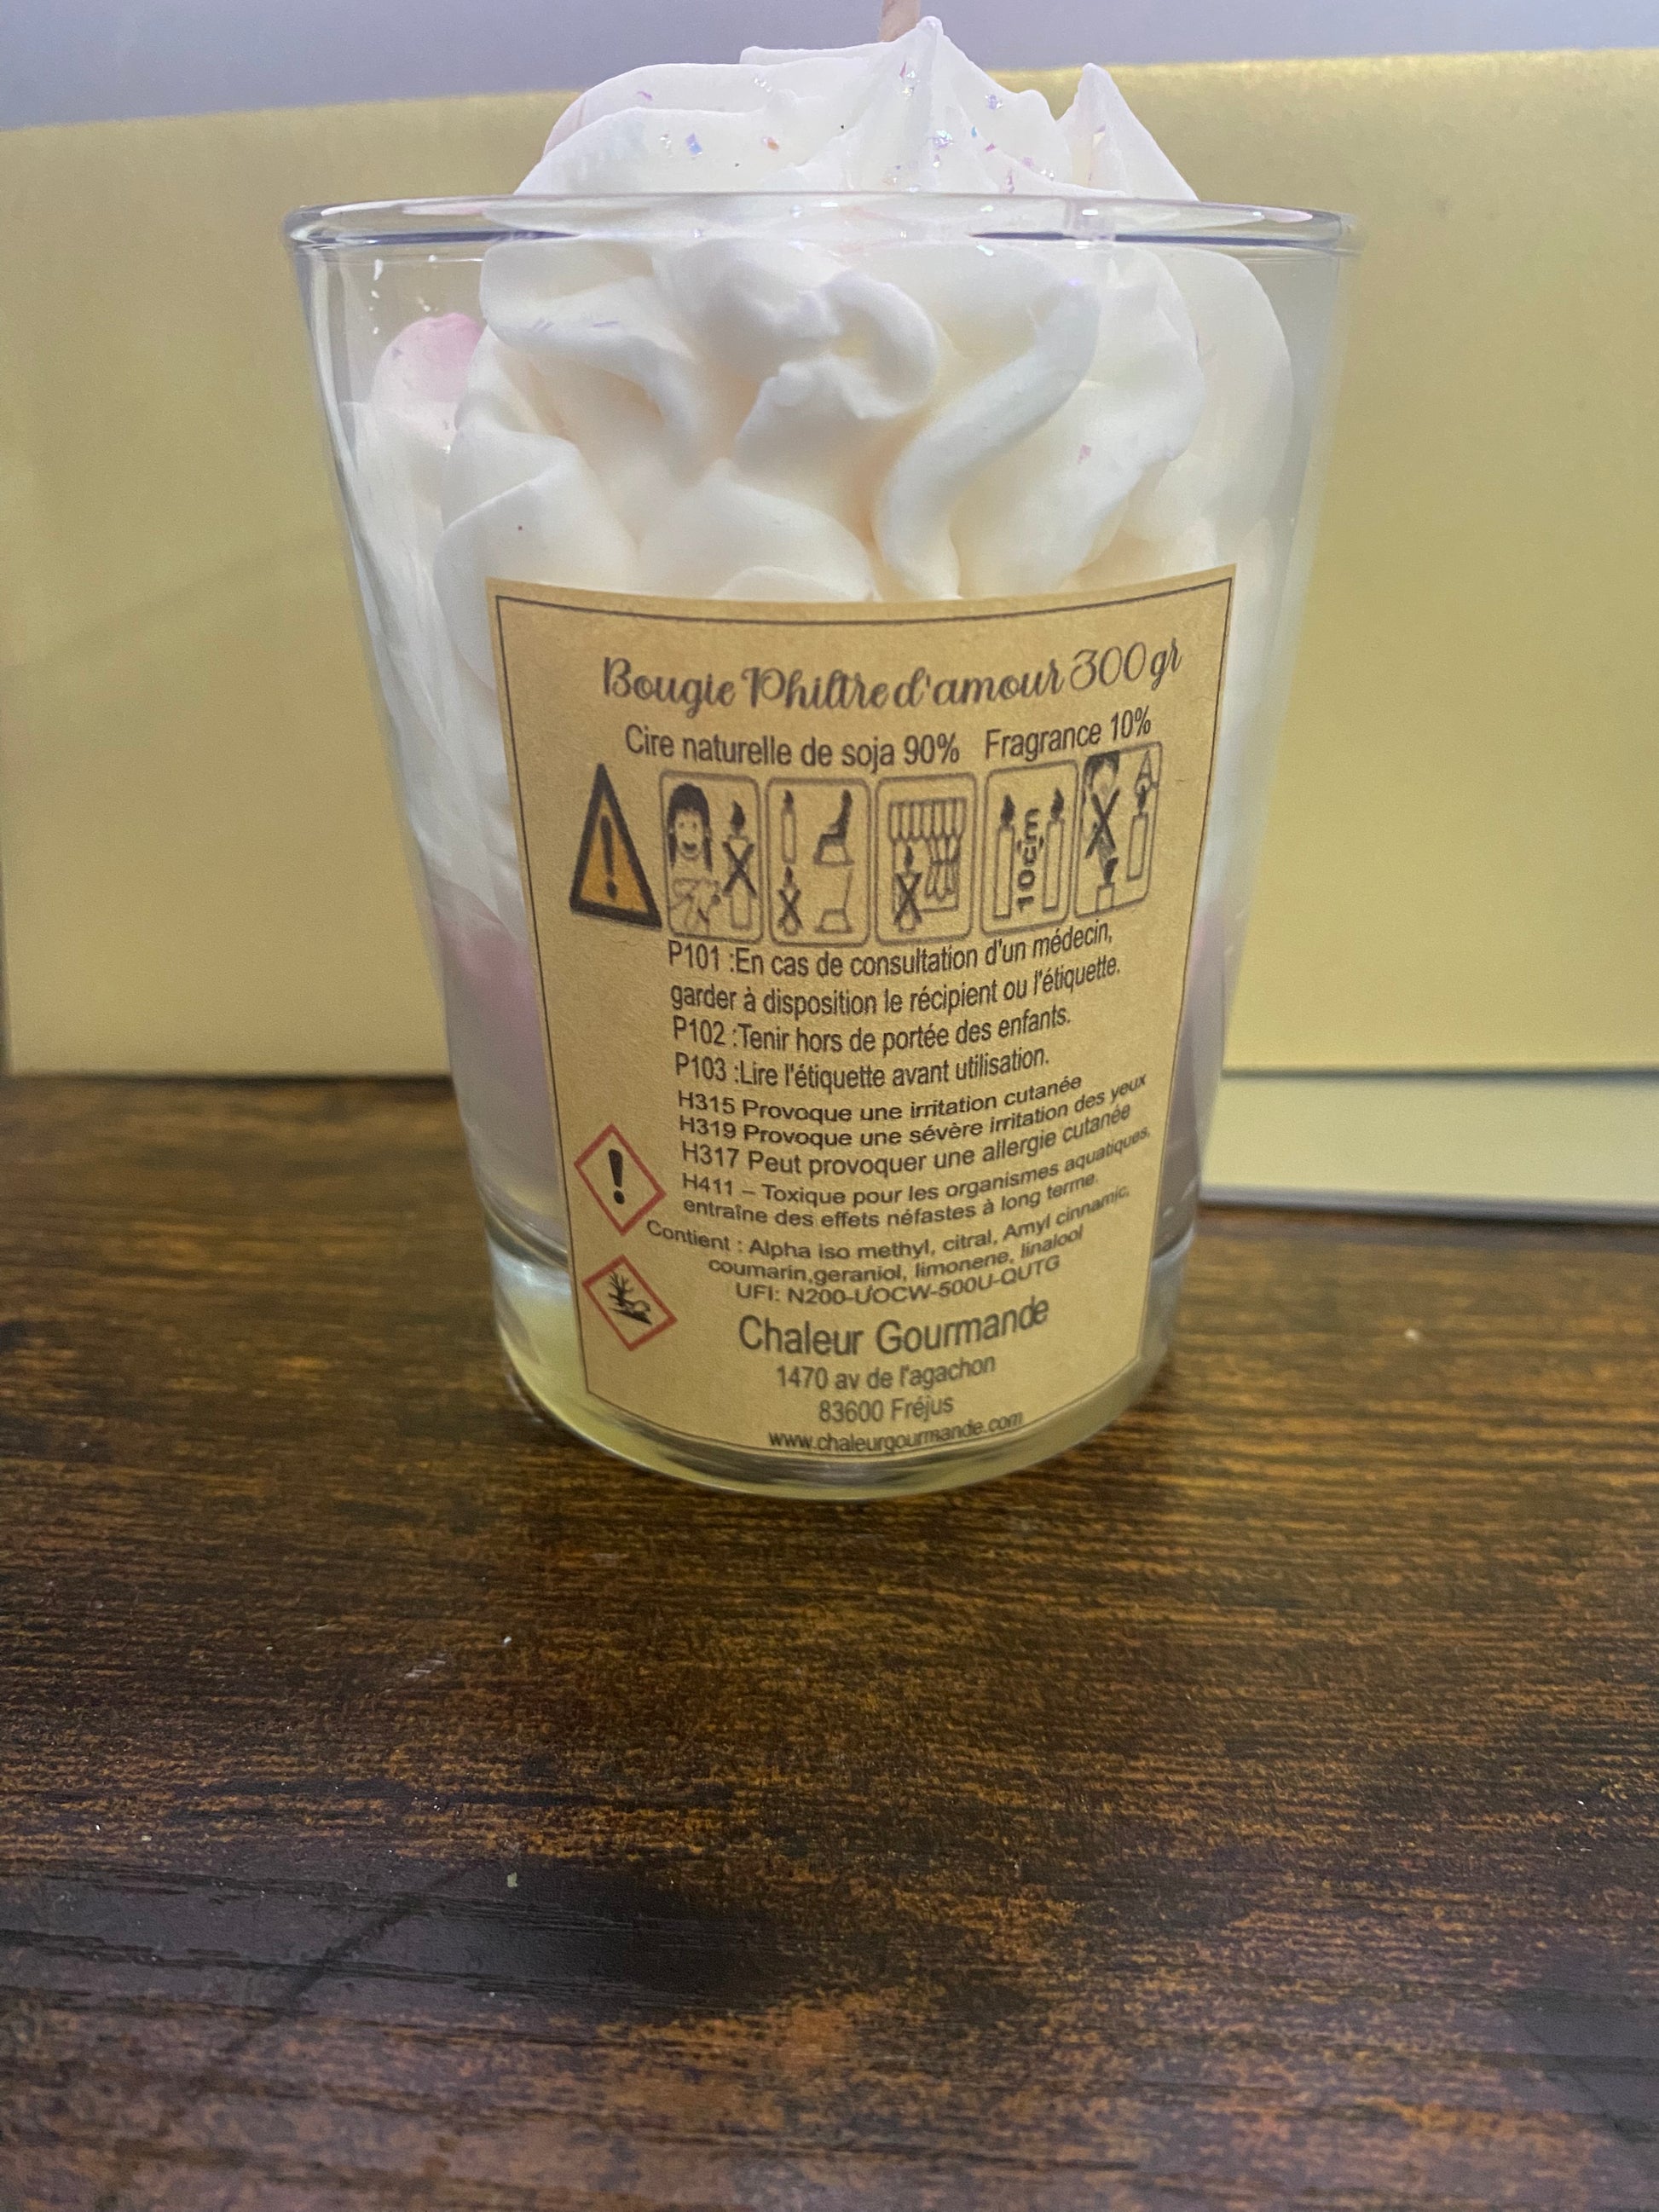 Bougie Philtre d'amour 300 gr
Cire naturelle de soja 90% Fragrance 10%
10cm
P101 :En cas de consultation d'un médecin,
garder à disposition le récipient ou l'étiquette.
P102 :Tenir hors de portée des enfants.
P103 :Lire l'étiquette avant utilisation.
H315 Provoque une irritation cutanée
H319 Provoque une sévère irritation des yeux
H317 Peut provoquer une allergie cutanée
H411 – Toxique pour les organismes aquatiques,
entraîne des effets néfastes à long terme.
Contient : Alpha iso methyl, citral, Amyl cinnamic,
coumarin,geraniol, limonene, linalool
UFI: N200-U0CW-500U-QUTG
Chaleur Gourmande
1470 av de l'agachon
83600 Fréjus
www.chaleurgourmande.com